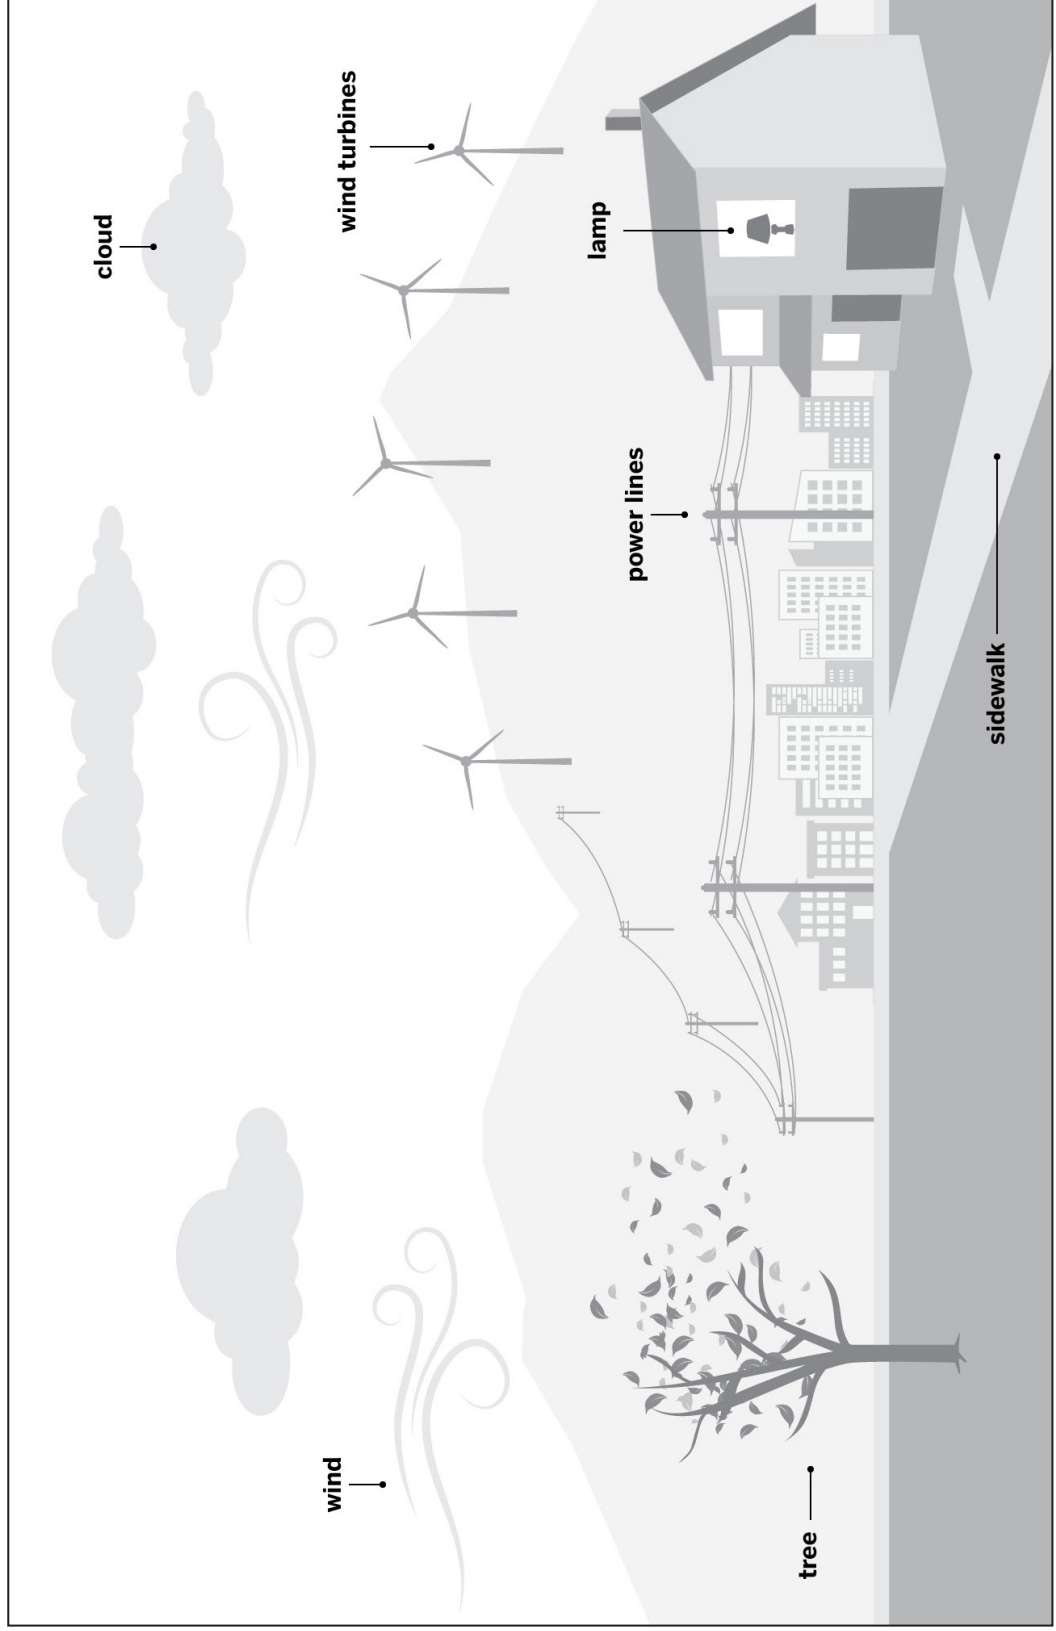 cloud
wind
wind turbines
power lines
lamp
tree
sidewalk